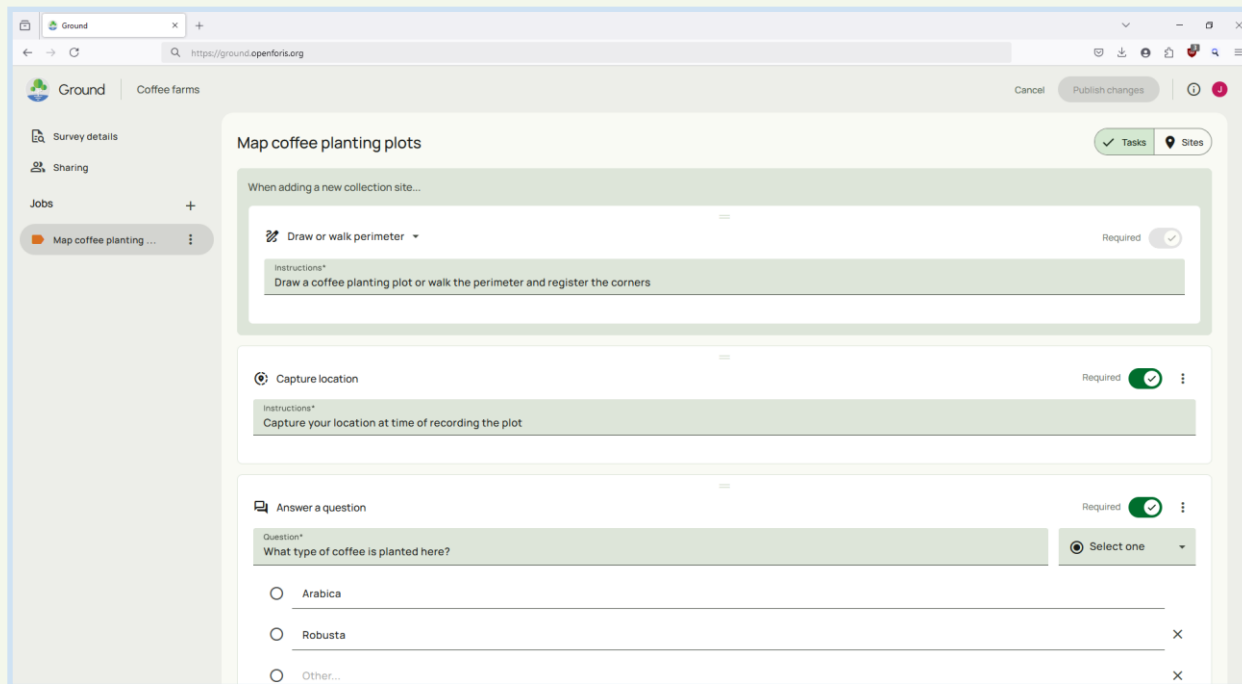 Ground
https://ground.openforis.org
3
Ground
Coffee farms
Cancel
Publish changes
J
Survey details
Sharing
Jobs
Map coffee planting ...
Map coffee planting plots
Tasks
Sites
When adding a new collection site...
Draw or walk perimeter
Required
Instructions*
Draw a coffee planting plot or walk the perimeter and register the corners
Capture location
Required
Instructions*
Capture your location at time of recording the plot
Answer a question
Required
Question*
What type of coffee is planted here?
Select one
Arabica
Robusta
Other...